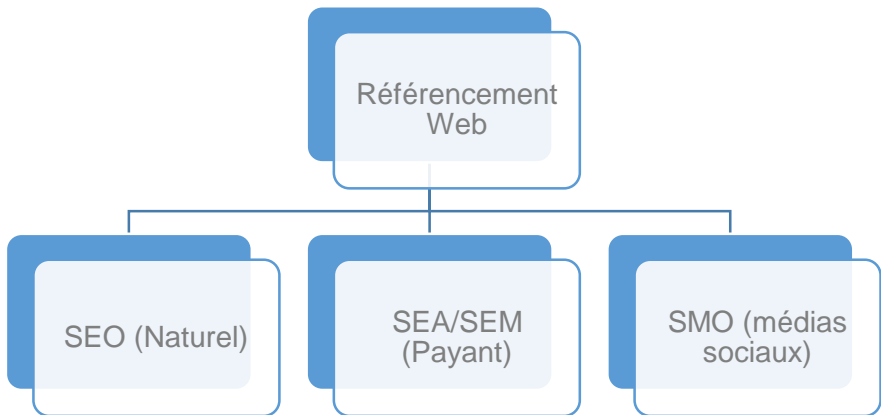 Référencement
Web
SEO (Naturel)
SEA/SEM
(Payant)
SMO (médias
sociaux)